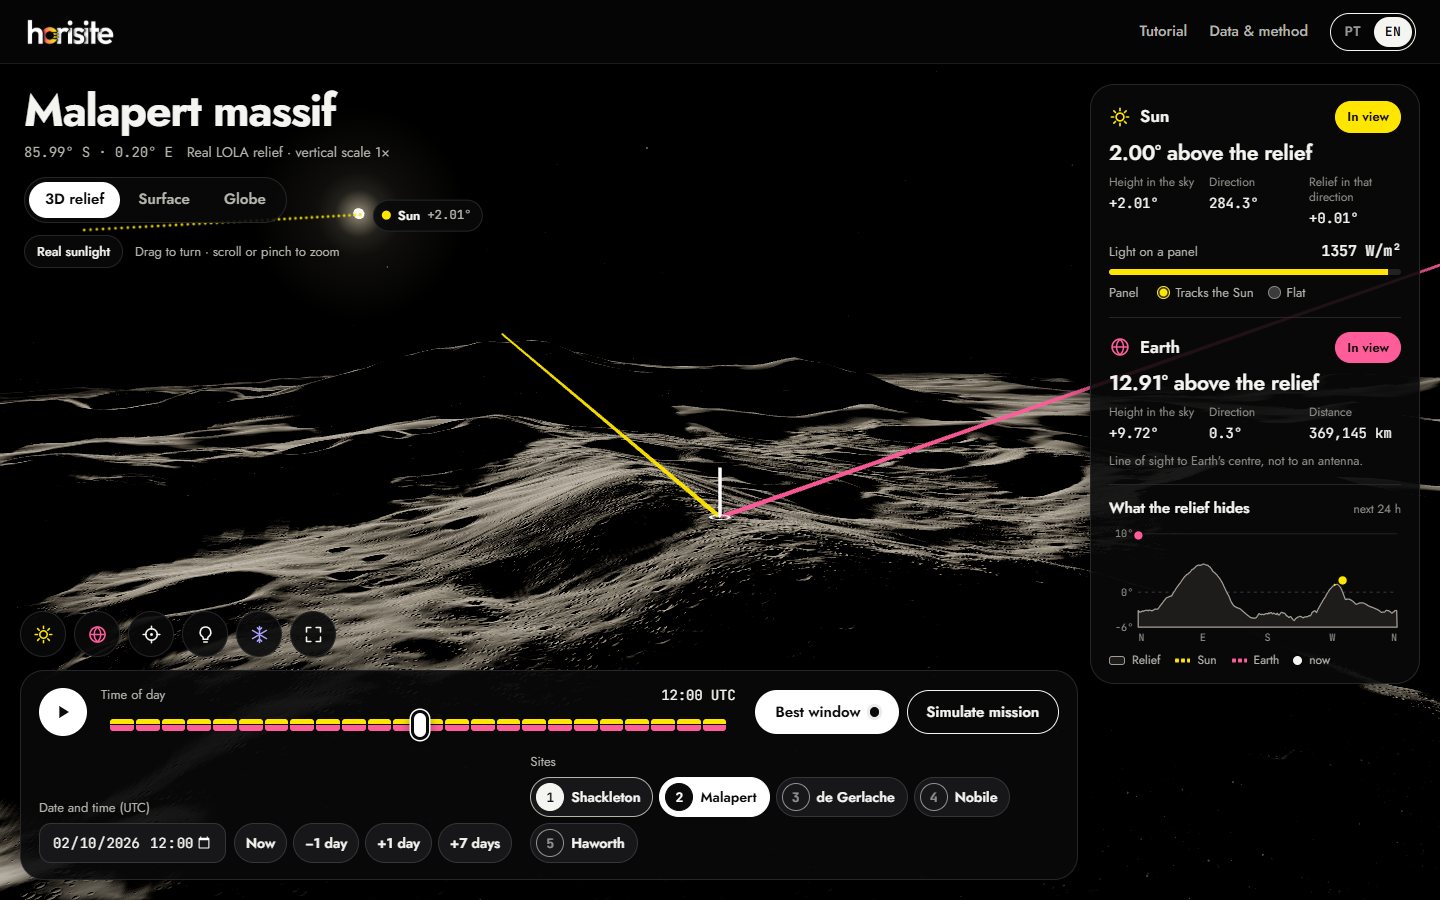 horisite
Tutorial
Data & method
PT
EN
Malapert massif
85.99° S · 0.20° E Real LOLA relief · vertical scale 1×
3D relief
Surface
Globe
Sun +2.01°
Real sunlight
Drag to turn · scroll or pinch to zoom
Sun
In view
2.00° above the relief
Height in the sky
Direction
Relief in that
direction
+2.01°
284.3°
+0.01°
Light on a panel
1357 W/m²
Panel
Tracks the Sun
Flat
Earth
In view
12.91° above the relief
Height in the sky
Direction
Distance
+9.72°
0.3°
369,145 km
Line of sight to Earth's centre, not to an antenna.
What the relief hides
next 24 h
10°
0°
-6°
N
E
S
W
N
Relief
Sun
Earth
now
Time of day
12:00 UTC
Best window
Simulate mission
Date and time (UTC)
02/10/2026 12:00
Now
−1 day
+1 day
+7 days
Sites
1 Shackleton
2 Malapert
3 de Gerlache
4 Nobile
5 Haworth